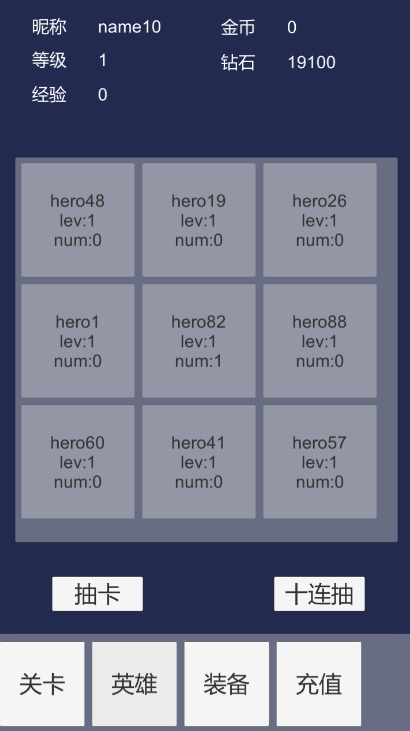 昵称 name10 金币 0
等级 1 钻石 19100
经验 0
hero48
lev:1
num:0
hero19
lev:1
num:0
hero26
lev:1
num:0
hero1
lev:1
num:0
hero82
lev:1
num:1
hero88
lev:1
num:0
hero60
lev:1
num:0
hero41
lev:1
num:0
hero57
lev:1
num:0
抽卡 十连抽
关卡 英雄 装备 充值